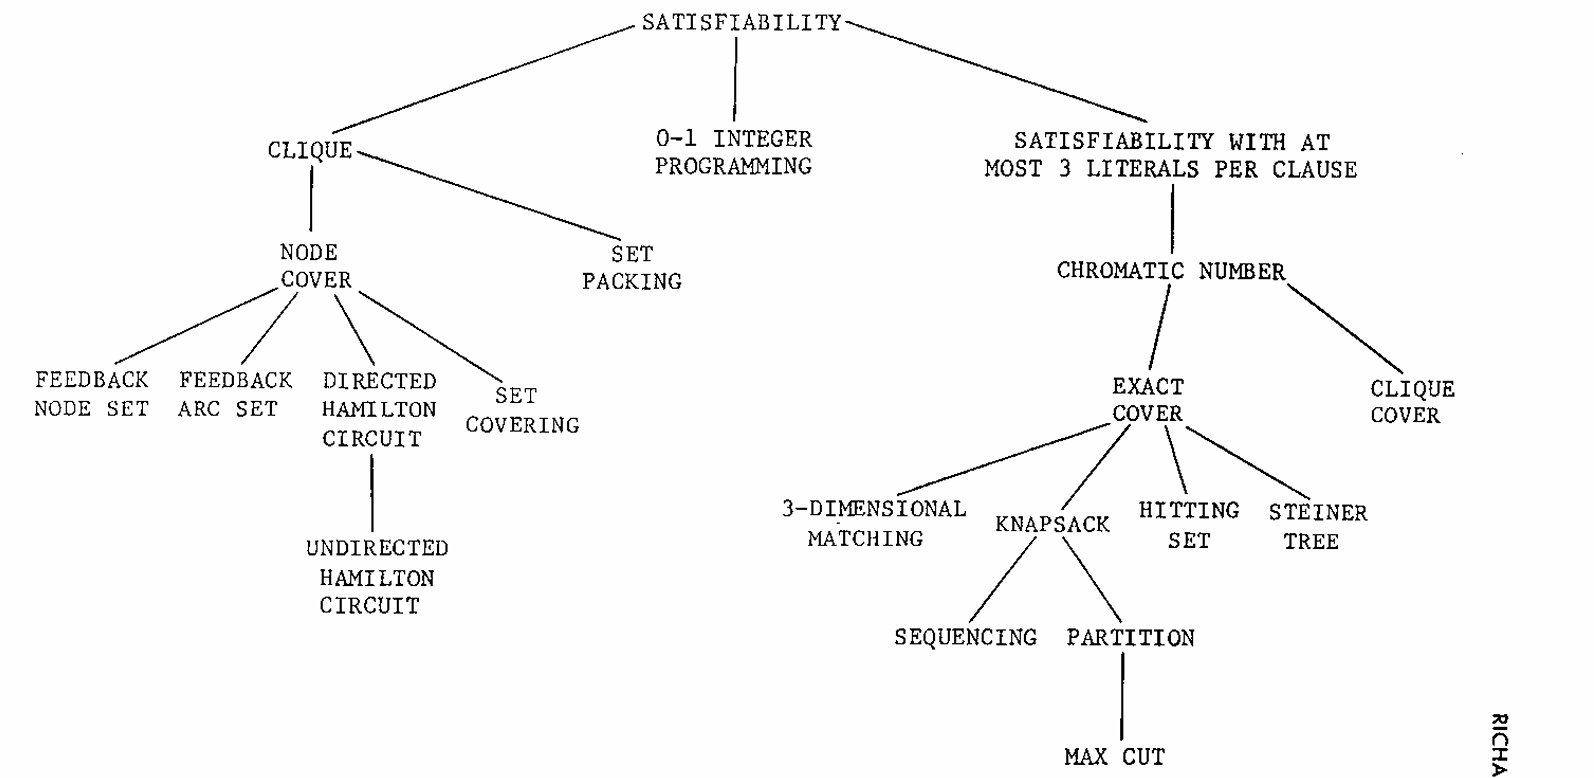 SATISFIABILITY
CLIQUE
0-1 INTEGER
PROGRAMMING
SATISFIABILITY WITH AT
MOST 3 LITERALS PER CLAUSE
NODE
COVER
SET
PACKING
CHROMATIC NUMBER
FEEDBACK
NODE SET
FEEDBACK
ARC SET
DIRECTED
HAMILTON
CIRCUIT
SET
COVERING
EXACT
COVER
CLIQUE
COVER
UNDIRECTED
HAMILTON
CIRCUIT
3-DIMENSIONAL
MATCHING
KNAPSACK
HITTING
SET
STEINER
TREE
SEQUENCING
PARTITION
MAX CUT
RICHA